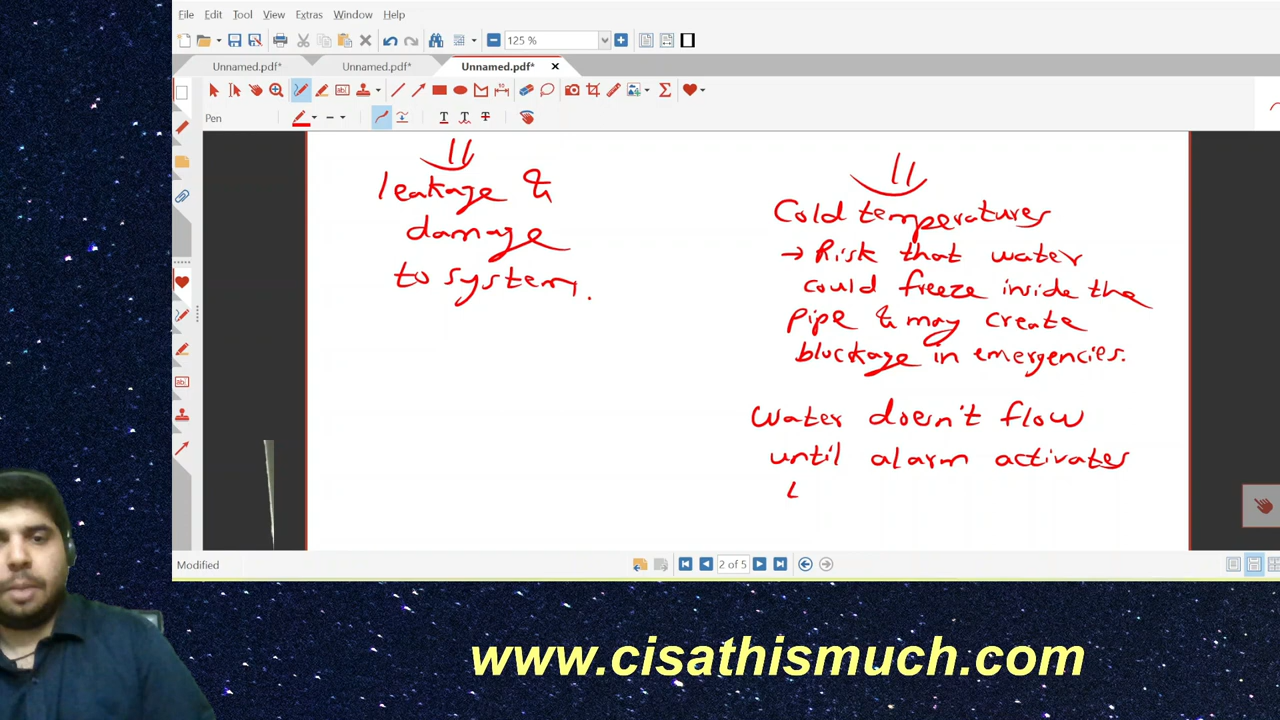 File Edit Tool View Extras Window Help
125 %
Unnamed.pdf* Unnamed.pdf* Unnamed.pdf*
Pen
leakage &
damage
to system.
Cold temperatures
→ Risk that water
could freeze inside the
pipe & may create
blockage in emergencies.
Water doesn't flow
until alarm activates
Modified
2 of 5
www.cisathismuch.com